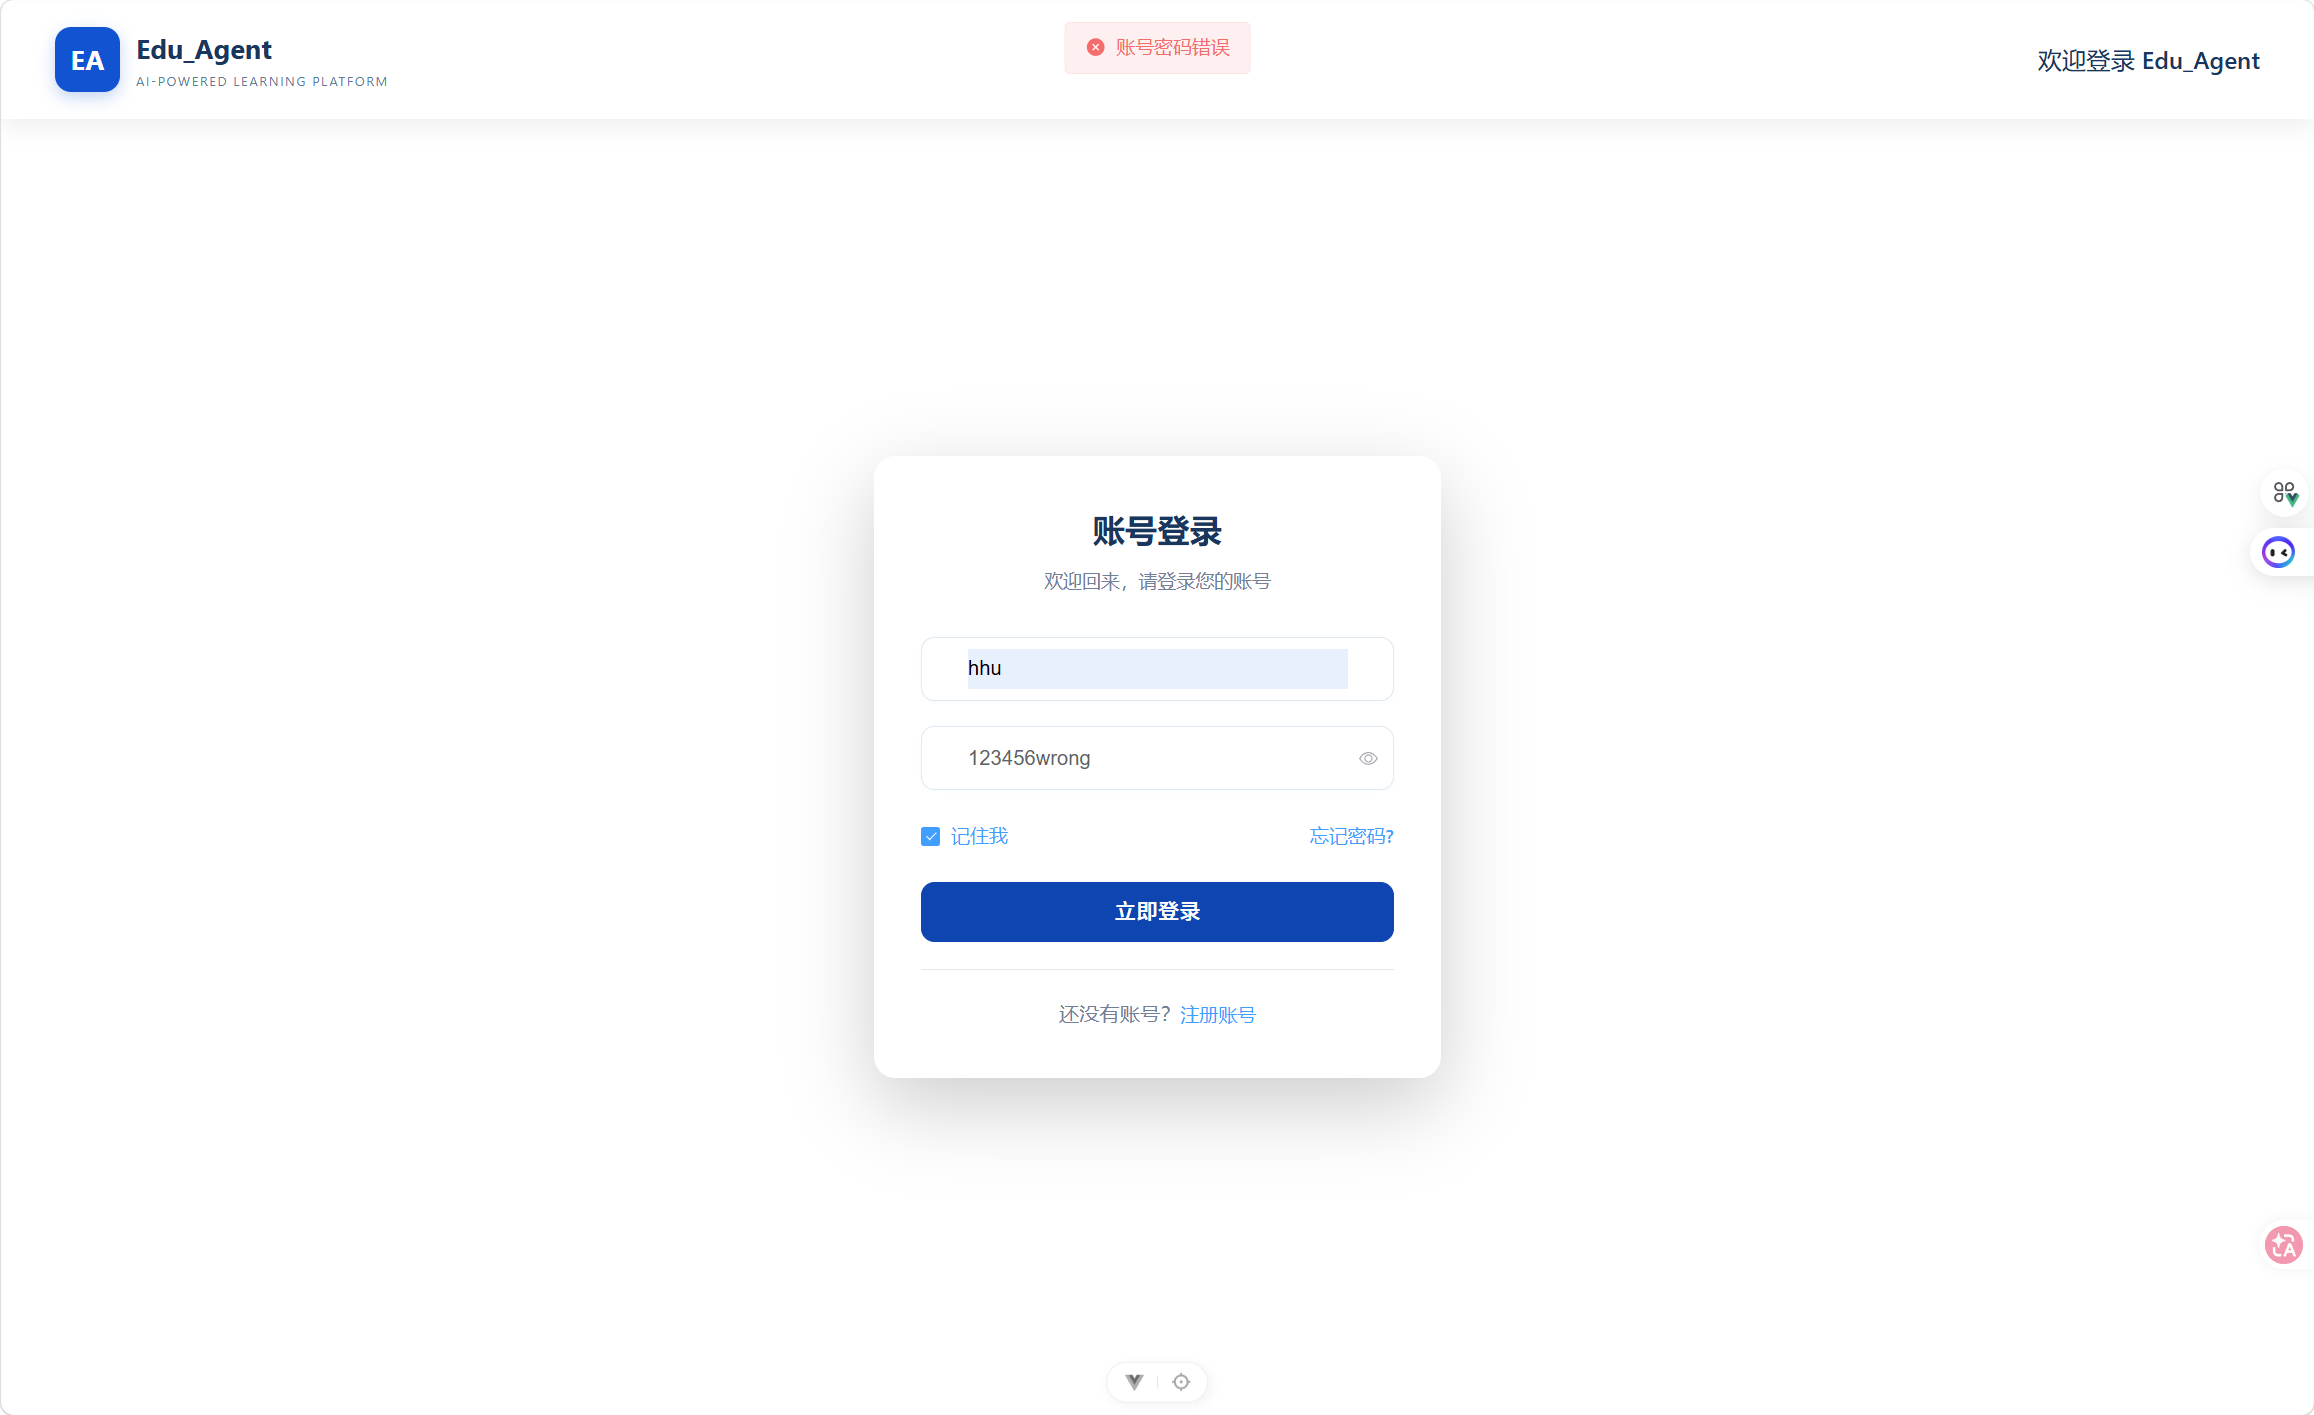 EA
Edu_Agent
AI-POWERED LEARNING PLATFORM
账号密码错误
欢迎登录 Edu_Agent
账号登录
欢迎回来，请登录您的账号
hhu
123456wrong
记住我
忘记密码?
立即登录
还没有账号？注册账号